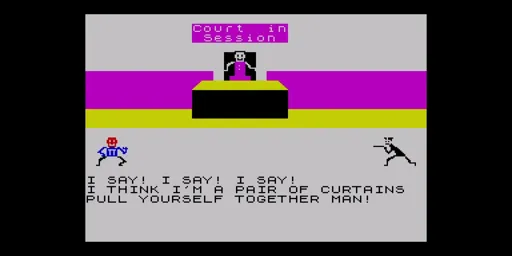 Court in
Session
I SAY! I SAY! I SAY!
I THINK I'M A PAIR OF CURTAINS
PULL YOURSELF TOGETHER MAN!